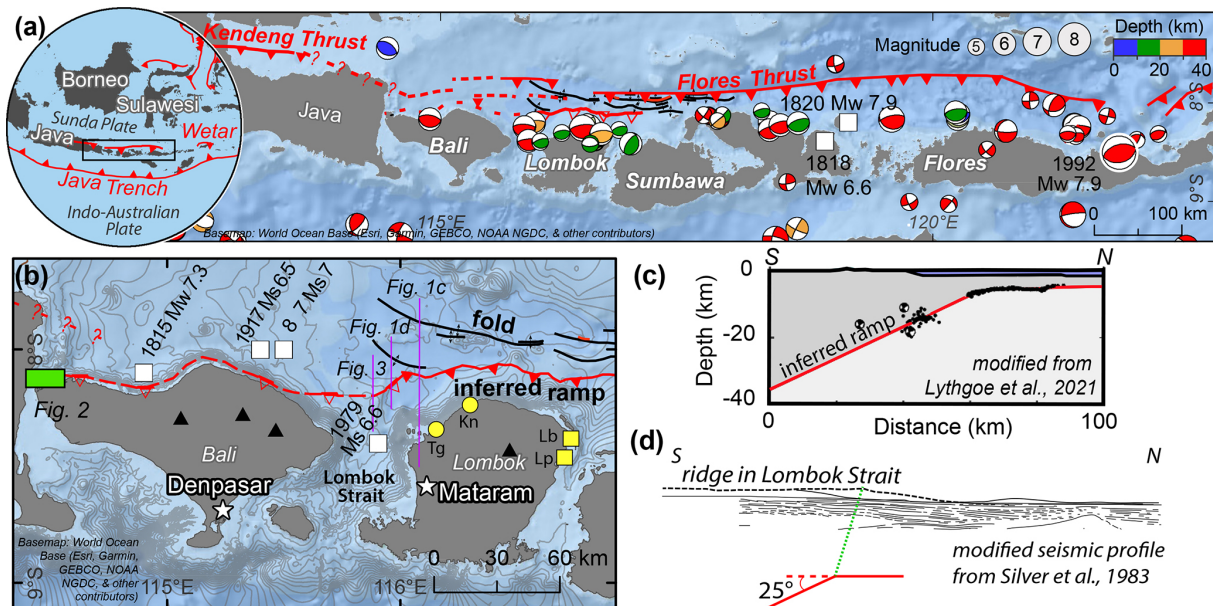 (a)
Kendeng Thrust
?
?
?
?
Borneo
Sulawesi
Sunda Plate
Java
Wetar
Java Trench
Indo-Australian
Plate
Magnitude
5
6
7
8
Depth (km)
0
20
40
Flores Thrust
8°S
Java
1820 Mw 7.9
Bali
Lombok
Sumbawa
1818
Mw 6.6
Flores
1992
Mw 7.9
9°S
115°E
120°E
0
100 km
Basemap: World Ocean Base (Esri, Garmin, GEBCO, NOAA NGDC, & other contributors)
(b)
?
?
?
1815 Mw 7.3
1917 Ms 6.5
8 7 Ms 7
Fig. 1c
Fig. 1d
Fig. 3
fold
8°S
Fig. 2
inferred ramp
1979
Ms 6.6
Kn
Tg
Lb
Lp
Bali
Lombok
Lombok
Strait
Denpasar
Mataram
Basemap: World Ocean
Base (Esri, Garmin,
GEBCO, NOAA
NGDC, & other
contributors)
0
30
60 km
9°S
115°E
116°E
(c)
S
N
Depth (km)
0
-20
-40
inferred ramp
modified from
Lythgoe et al., 2021
0
100
Distance (km)
(d)
S
N
ridge in Lombok Strait
25°
modified seismic profile
from Silver et al., 1983